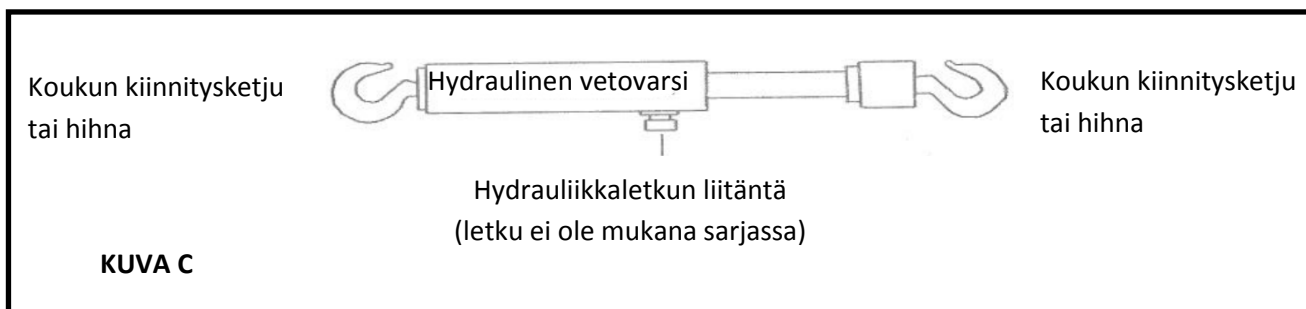 Koukun kiinnitysketju
tai hihna
Hydraulinen vetovarsi
Koukun kiinnitysketju
tai hihna
Hydrauliikkaletkun liitäntä
(letku ei ole mukana sarjassa)
KUVA C